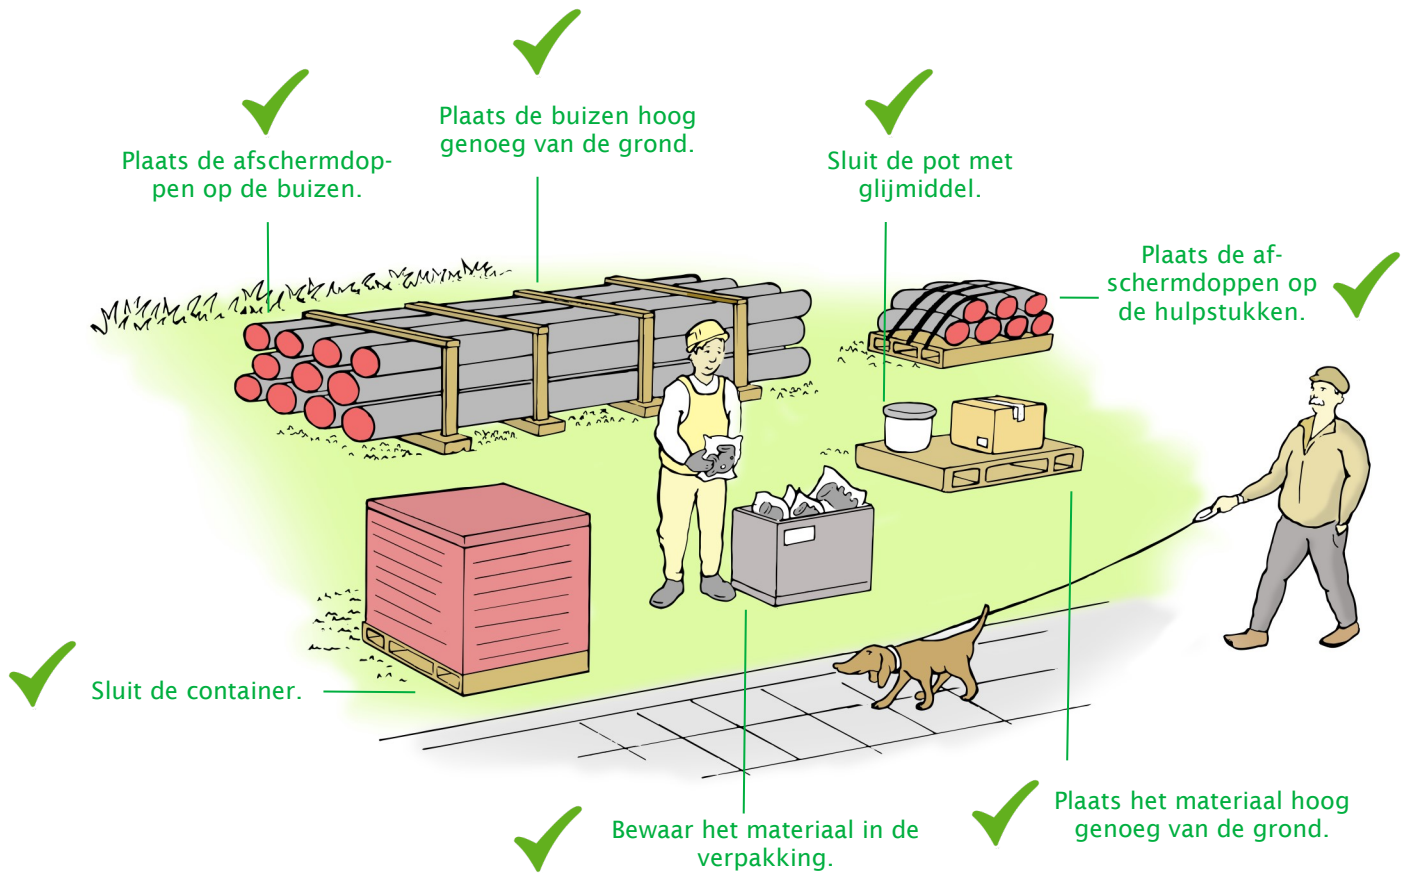 Plaats de buizen hoog
genoeg van de grond.
Plaats de afschermdop-
pen op de buizen.
Sluit de pot met
glijmiddel.
Plaats de af-
schermdoppen op
de hulpstukken.
Sluit de container.
Bewaar het materiaal in de
verpakking.
Plaats het materiaal hoog
genoeg van de grond.